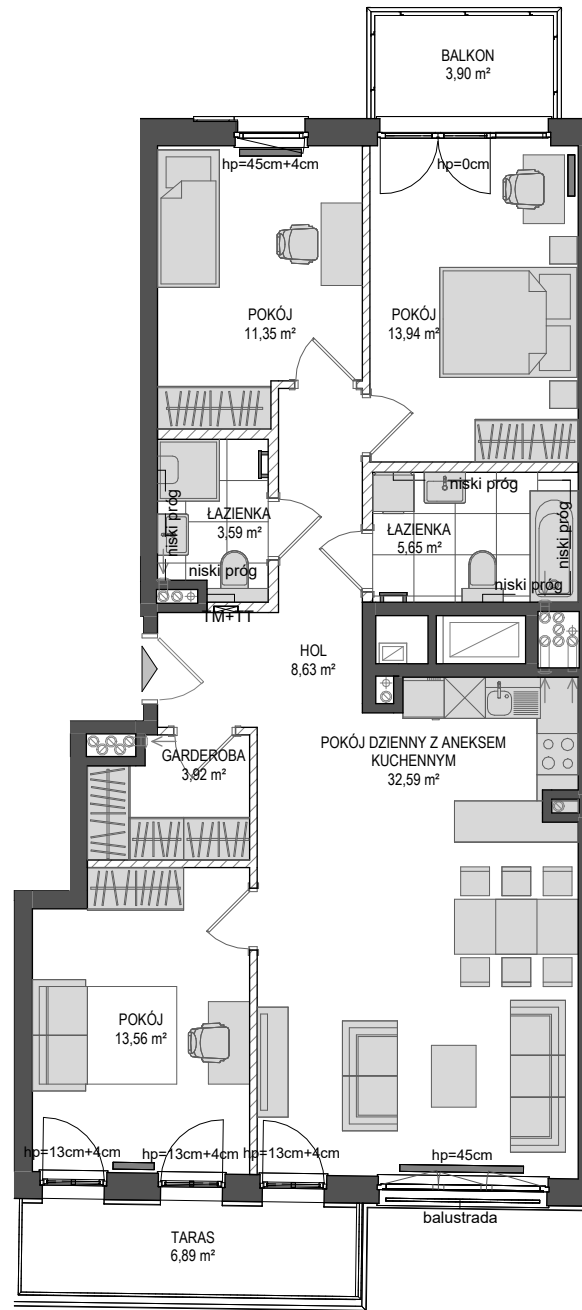 BALKON
3,90 m²
hp=45cm+4cm
hp=0cm
POKÓJ
11,35 m²
POKÓJ
13,94 m²
niski próg
ŁAZIENKA
3,59 m²
niski próg
niski próg
ŁAZIENKA
5,65 m²
niski próg
TM+TT
HOL
8,63 m²
GARDEROBA
3,92 m²
POKÓJ DZIENNY Z ANEKSEM
KUCHENNYM
32,59 m²
POKÓJ
13,56 m²
hp=13cm+4cm
hp=13cm+4cm
hp=13cm+4cm
hp=45cm
balustrada
TARAS
6,89 m²